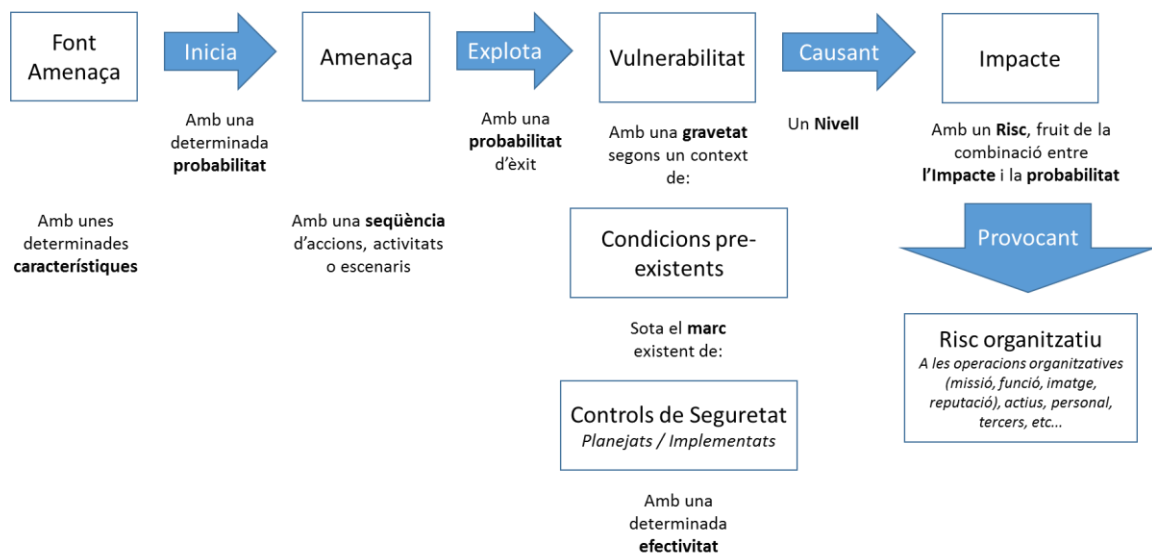 Font
Amenaça
Inicia
Amenaça
Explota
Vulnerabilitat
Causant
Impacte
Amb una
determinada
probabilitat
Amb una
probabilitat
d'èxit
Amb una gravetat
segons un context
de:
Un Nivell
Amb un Risc, fruit de la
combinació entre
l'Impacte i la probabilitat
Amb unes
determinades
característiques
Amb una seqüència
d'accions, activitats
o escenaris
Condicions pre-
existents
Provocant
Sota el marc
existent de:
Risc organitzatiu
A les operacions organitzatives
(missió, funció, imatge,
reputació), actius, personal,
tercers, etc...
Controls de Seguretat
Planejats / Implementats
Amb una
determinada
efectivitat